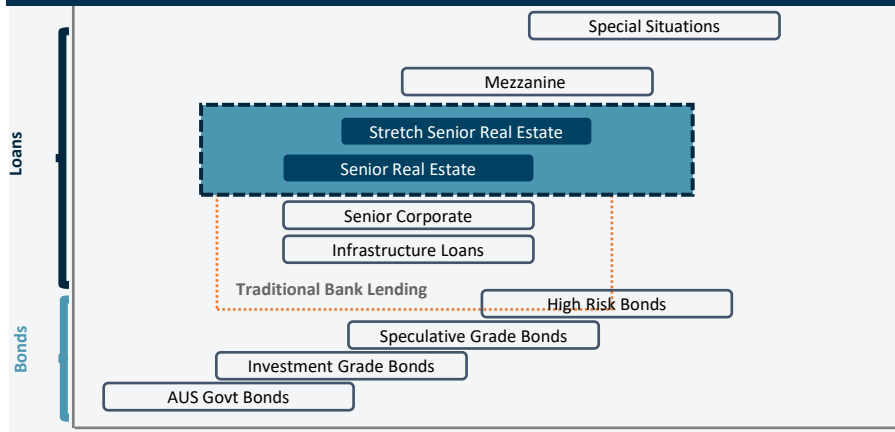 Special Situations
Mezzanine
Stretch Senior Real Estate
Senior Real Estate
Loans
Senior Corporate
Infrastructure Loans
Traditional Bank Lending
High Risk Bonds
Bonds
Speculative Grade Bonds
Investment Grade Bonds
AUS Govt Bonds